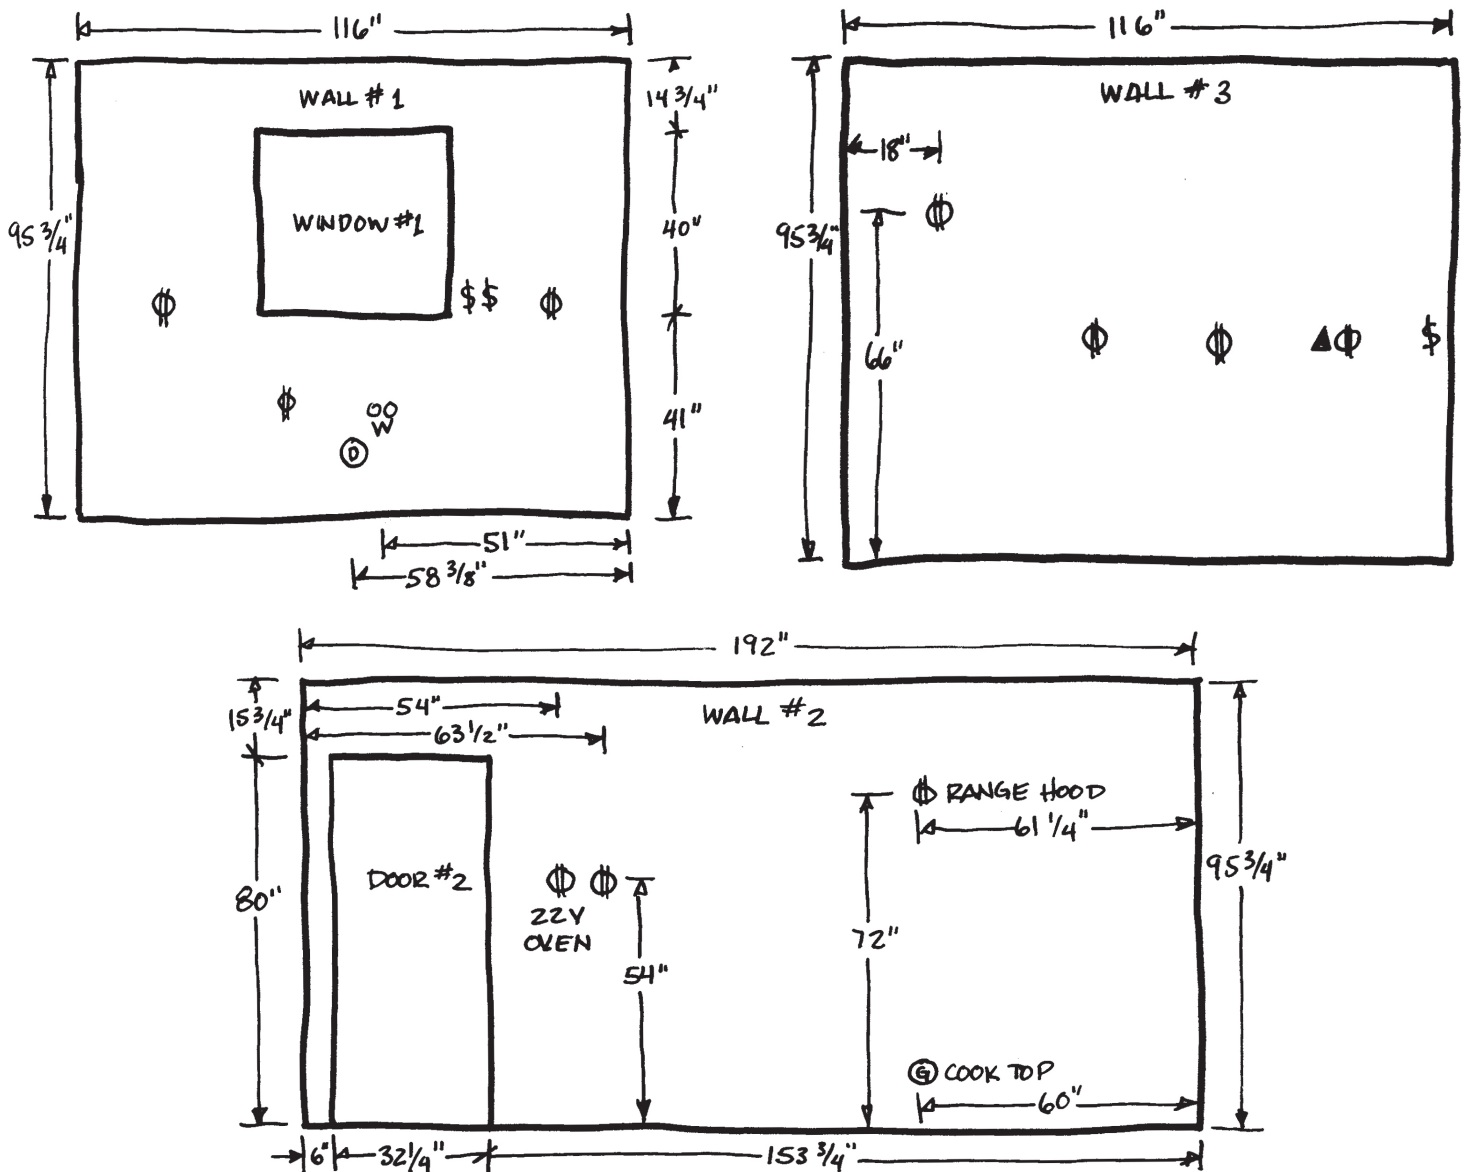 116"
WALL #1
14 3/4"
WINDOW #1
95 3/4"
40"
$$
41"
OO
W
D
51"
58 3/8"
116"
WALL #3
18"
95 3/4"
66"
$
192"
15 3/4"
54"
WALL #2
63 1/2"
RANGE HOOD
61 1/4"
DOOR #2
95 3/4"
80"
22V
OVEN
72"
54"
G COOK TOP
60"
6"
32 1/4"
153 3/4"